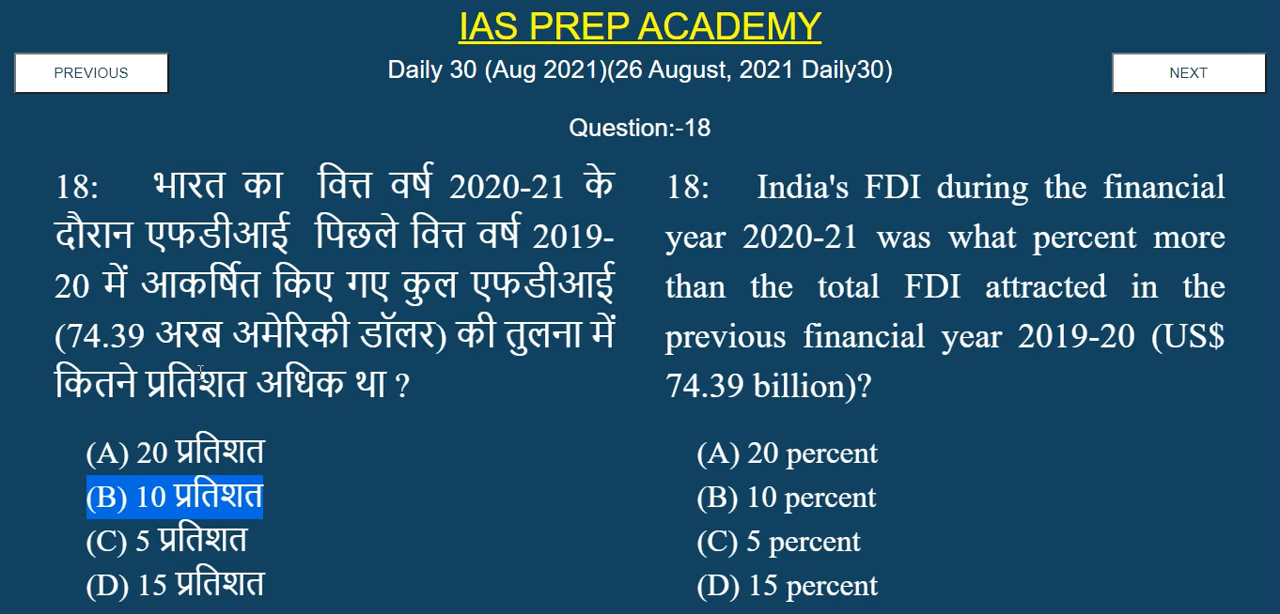 IAS PREP ACADEMY
PREVIOUS
Daily 30 (Aug 2021)(26 August, 2021 Daily30)
NEXT
Question:-18
18: भारत का वित्त वर्ष 2020-21 के
दौरान एफडीआई पिछले वित्त वर्ष 2019-
20 में आकर्षित किए गए कुल एफडीआई
(74.39 अरब अमेरिकी डॉलर) की तुलना में
कितने प्रतिशत अधिक था ?
(A) 20 प्रतिशत
(B) 10 प्रतिशत
(C) 5 प्रतिशत
(D) 15 प्रतिशत
18: India's FDI during the financial
year 2020-21 was what percent more
than the total FDI attracted in the
previous financial year 2019-20 (US$
74.39 billion)?
(A) 20 percent
(B) 10 percent
(C) 5 percent
(D) 15 percent